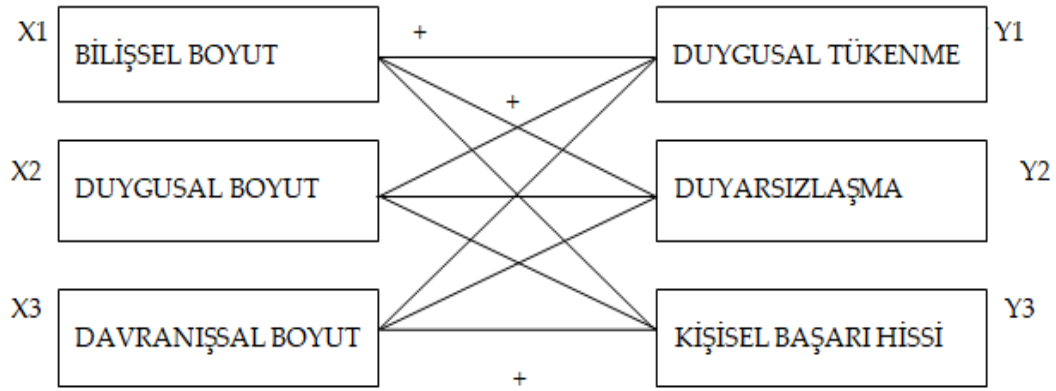 X1 BİLİŞSEL BOYUT + DUYGUSAL TÜKENME Y1
+
X2 DUYGUSAL BOYUT DUYARSIZLAŞMA Y2
X3 DAVRANIŞSAL BOYUT KİŞİSEL BAŞARI HİSSİ Y3
+